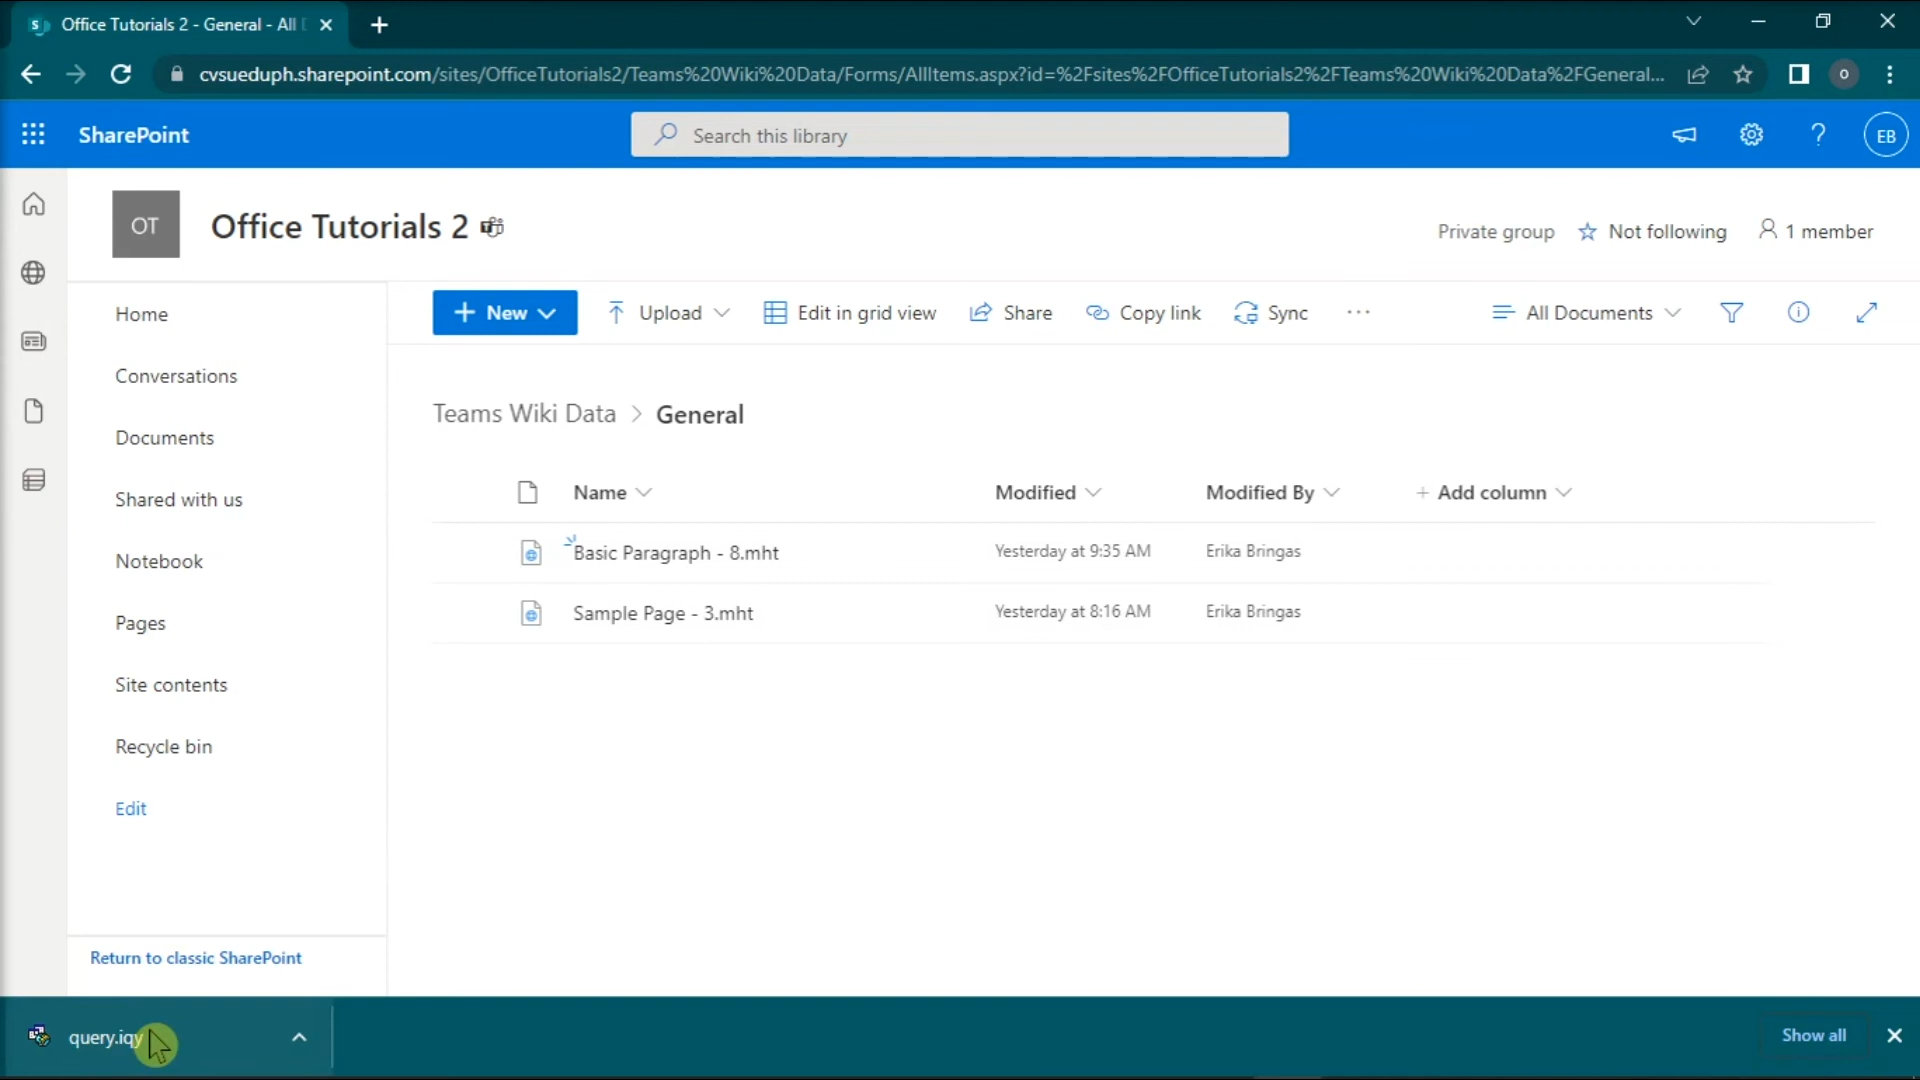 Office Tutorials 2 - General - All
cvsueduph.sharepoint.com/sites/OfficeTutorials2/Teams%20Wiki%20Data/Forms/AllItems.aspx?id=%2Fsites%2FOfficeTutorials2%2FTeams%20Wiki%20Data%2FGeneral...
O
SharePoint
Search this library
EB
OT
Office Tutorials 2
Private group
Not following
1 member
Home
Conversations
Documents
Shared with us
Notebook
Pages
Site contents
Recycle bin
Edit
Return to classic SharePoint
+ New
Upload
Edit in grid view
Share
Copy link
Sync
...
All Documents
Teams Wiki Data > General
Name
Modified
Modified By
+ Add column
Basic Paragraph - 8.mht
Yesterday at 9:35 AM
Erika Bringas
Sample Page - 3.mht
Yesterday at 8:16 AM
Erika Bringas
query.iqy
Show all